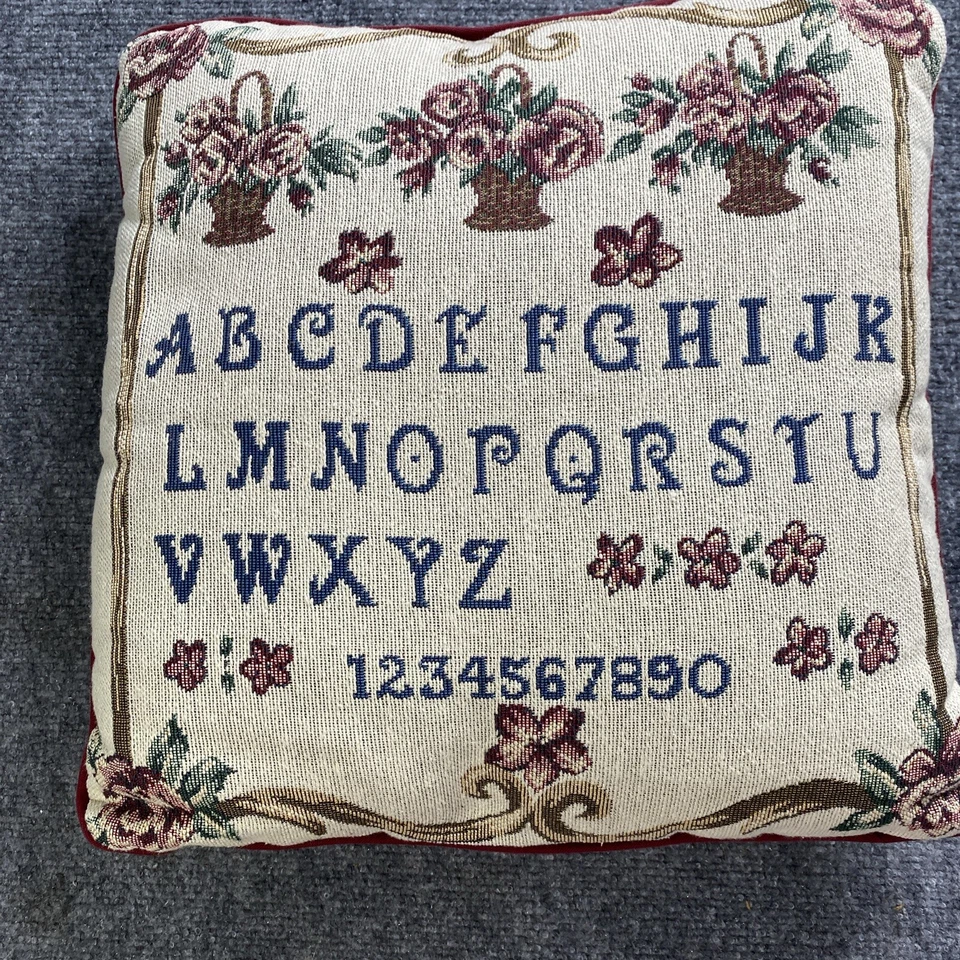 ABCDEFGHIJK
LMNOPQRSTU
VWXYZ
1234567890